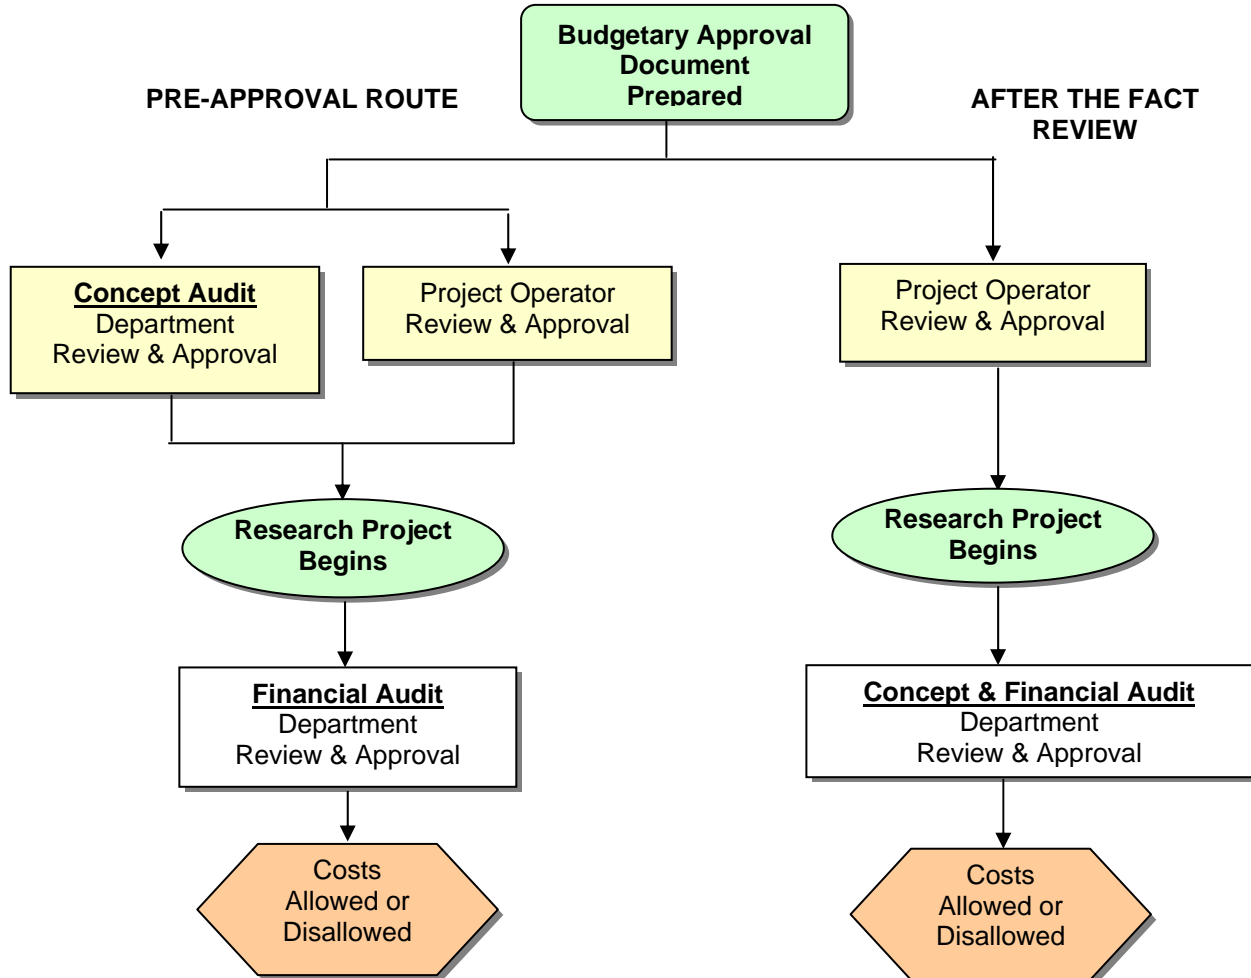 Budgetary Approval
Document
Prepared
PRE-APPROVAL ROUTE
AFTER THE FACT
REVIEW
Concept Audit
Department
Review & Approval
Project Operator
Review & Approval
Project Operator
Review & Approval
Research Project
Begins
Research Project
Begins
Financial Audit
Department
Review & Approval
Concept & Financial Audit
Department
Review & Approval
Costs
Allowed or
Disallowed
Costs
Allowed or
Disallowed